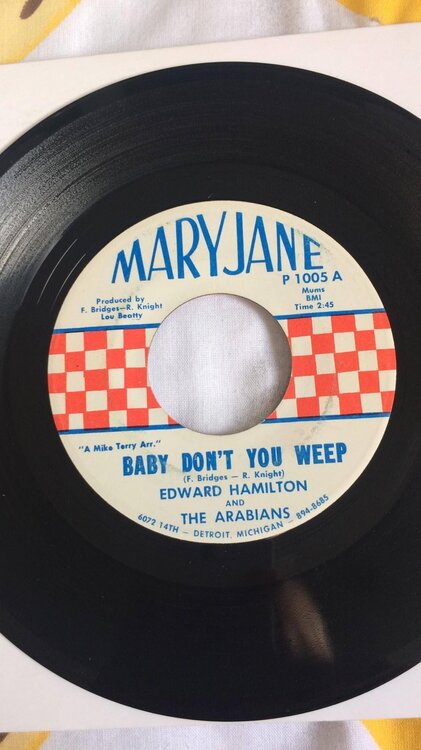 MARYJANE
P 1005 A
Mums
BMI
Time 2:45
Produced by
F. Bridges-R. Knight
Lou Beatty
"A Mike Terry Arr."
BABY DON'T YOU WEEP
(F. Bridges - R. Knight)
EDWARD HAMILTON
AND
THE ARABIANS
6072 14TH - DETROIT, MICHIGAN - 894-8685